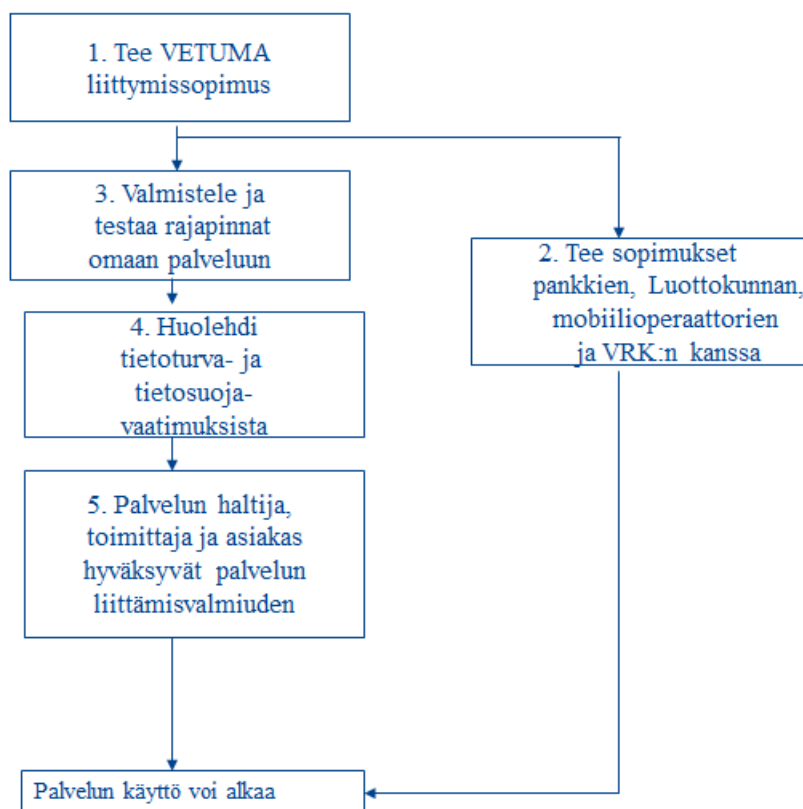 1. Tee VETUMA
liittymissopimus
3. Valmistele ja
testaa rajapinnat
omaan palveluun
2. Tee sopimukset
pankkien, Luottokunnan,
mobiilioperaattorien
ja VRK:n kanssa
4. Huolehdi
tietoturva- ja
tietosuoja-
vaatimuksista
5. Palvelun haltija,
toimittaja ja asiakas
hyväksyvät palvelun
liittämisvalmiuden
Palvelun käyttö voi alkaa